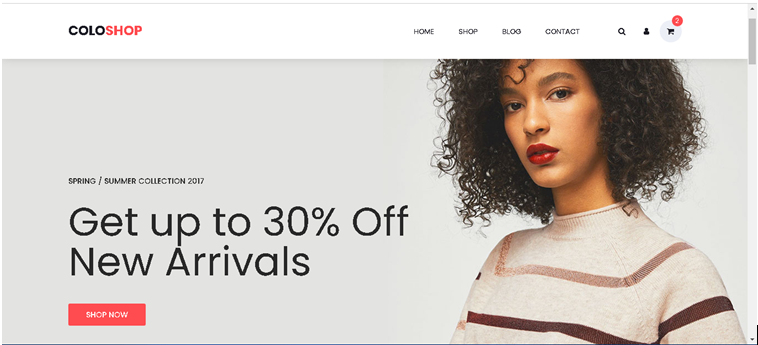 COLOSHOP
HOME SHOP BLOG CONTACT
2
SPRING / SUMMER COLLECTION 2017
Get up to 30% Off
New Arrivals
SHOP NOW